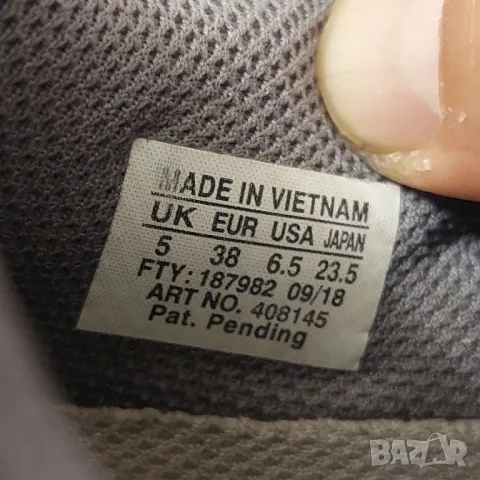 MADE IN VIETNAM
UK EUR USA JAPAN
5 38 6.5 23.5
FTY: 187982 09/18
ART NO. 408145
Pat. Pending
BAZAR